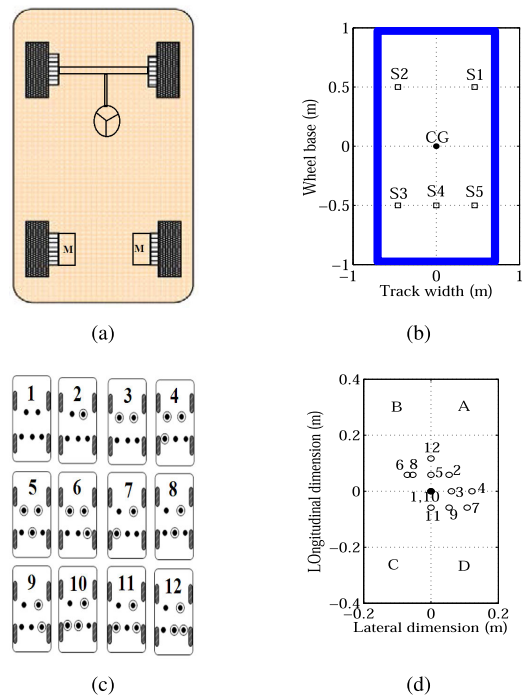 M
M
(a)
1
0.5
0
−0.5
−1
−1
0
1
Wheel base (m)
Track width (m)
S2
S1
CG
S3
S4
S5
(b)
1
2
3
4
5
6
7
8
9
10
11
12
(c)
0.4
0.2
0
−0.2
−0.4
−0.2
0
0.2
LOngitudinal dimension (m)
Lateral dimension (m)
B
A
12
6 8
5 2
3 4
1,10
11
9
7
C
D
(d)